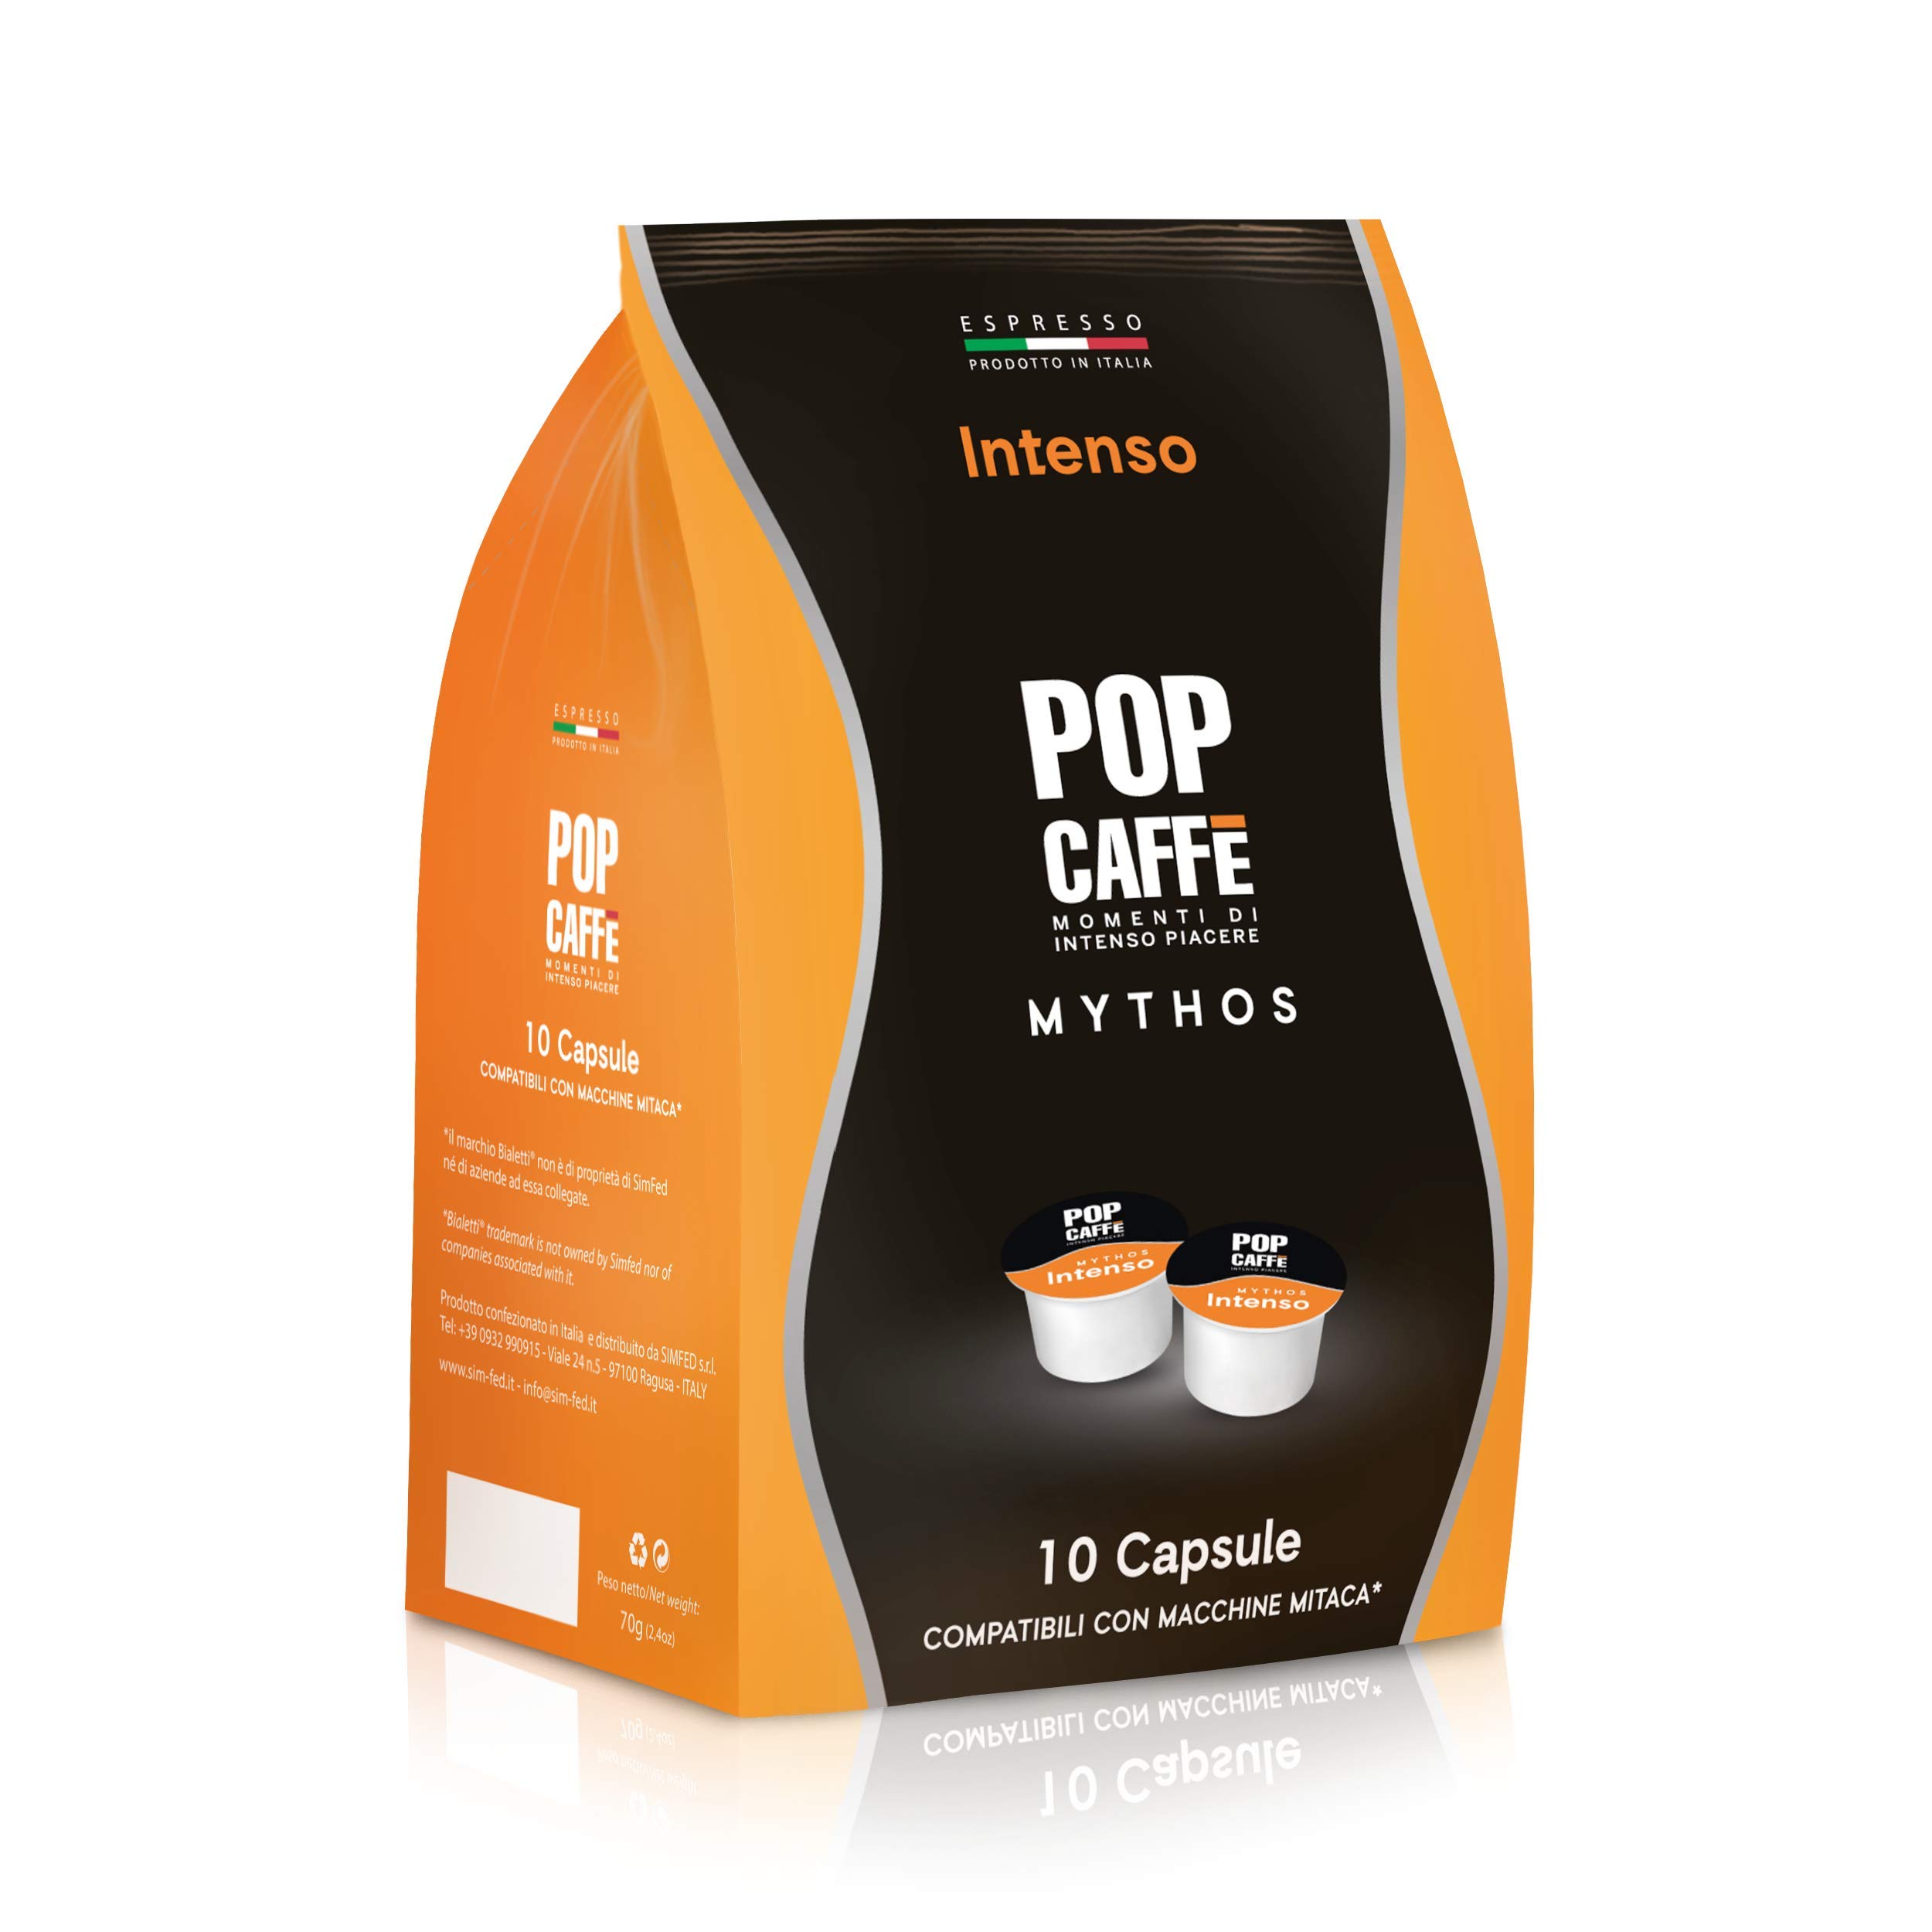 ESPRESSO
PRODOTTO IN ITALIA
Intenso
POP
CAFFÈ
MOMENTI DI
INTENSO PIACERE
MYTHOS
POP
CAFFÈ
INTENSO PIACERE
MYTHOS
Intenso
POP
CAFFÈ
INTENSO PIACERE
MYTHOS
Intenso
10 Capsule
COMPATIBILI CON MACCHINE MITACA*
ESPRESSO
PRODOTTO IN ITALIA
POP
CAFFÈ
MOMENTI DI
INTENSO PIACERE
10 Capsule
COMPATIBILI CON MACCHINE MITACA*
*il marchio Bialetti® non è di proprietà di SimFed
né di aziende ad essa collegate.
*Bialetti® trademark is not owned by Simfed nor of
companies associated with it.
Prodotto confezionato in Italia e distribuito da SIMFED s.r.l.
Tel: +39 0932 990915 - Viale 24 n.5 - 97100 Ragusa - ITALY
www.sim-fed.it - info@sim-fed.it
Peso netto/Net weight:
70g (2,4oz)